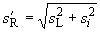 s′R = √(s²L + s²i)